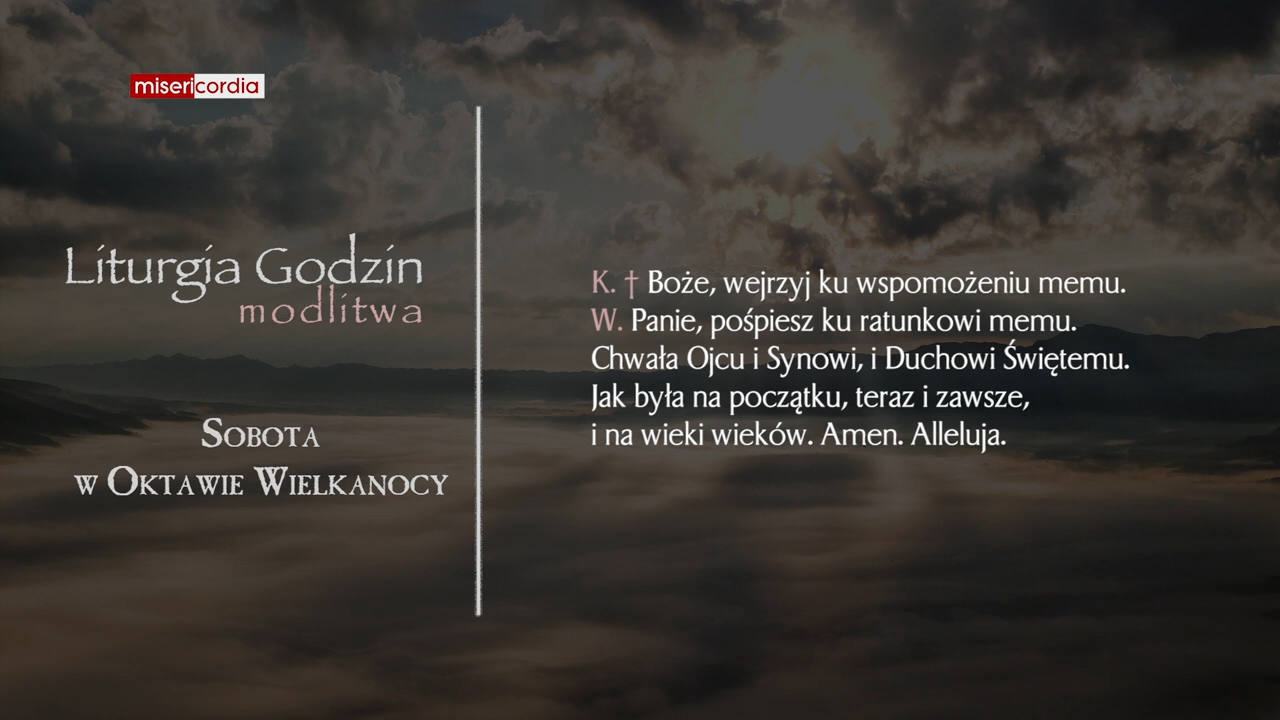 misericordia
Liturgia Godzin
modlitwa
Sobota
w Oktawie Wielkanocy
K. † Boże, wejrzyj ku wspomożeniu memu.
W. Panie, pośpiesz ku ratunkowi memu.
Chwała Ojcu i Synowi, i Duchowi Świętemu.
Jak była na początku, teraz i zawsze,
i na wieki wieków. Amen. Alleluja.